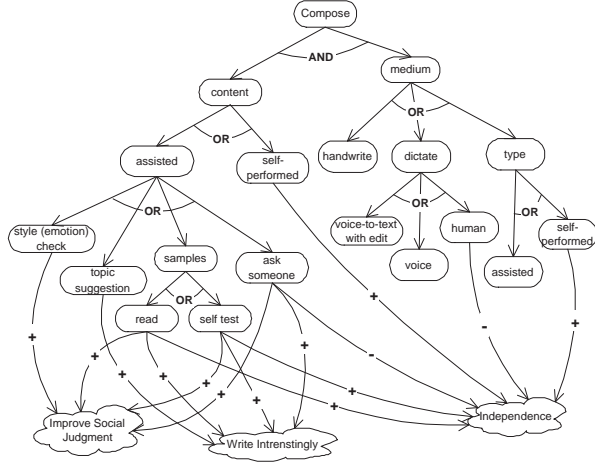 Compose
AND
content
medium
OR
OR
assisted
self-
performed
handwrite
dictate
type
OR
OR
OR
style (emotion)
check
topic
suggestion
samples
ask
someone
voice-to-text
with edit
voice
human
assisted
self-
performed
OR
read
self test
+
+
+
-
-
+
+
+
+
+
+
+
+
+
Improve Social
Judgment
Write Intrenstingly
Independence